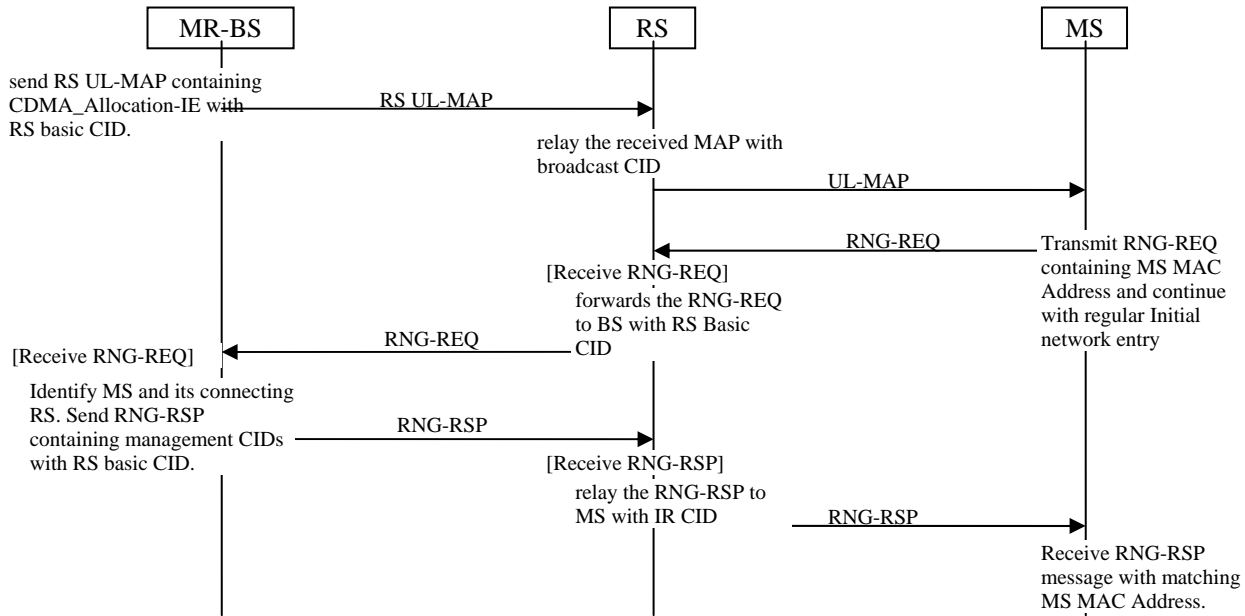 MR-BS
RS
MS
send RS UL-MAP containing
CDMA_Allocation-IE with
RS basic CID.
RS UL-MAP
relay the received MAP with
broadcast CID
UL-MAP
RNG-REQ
Transmit RNG-REQ
containing MS MAC
Address and continue
with regular Initial
network entry
[Receive RNG-REQ]
forwards the RNG-REQ
to BS with RS Basic
CID
RNG-REQ
[Receive RNG-REQ]
Identify MS and its connecting
RS. Send RNG-RSP
containing management CIDs
with RS basic CID.
RNG-RSP
[Receive RNG-RSP]
relay the RNG-RSP to
MS with IR CID
RNG-RSP
Receive RNG-RSP
message with matching
MS MAC Address.